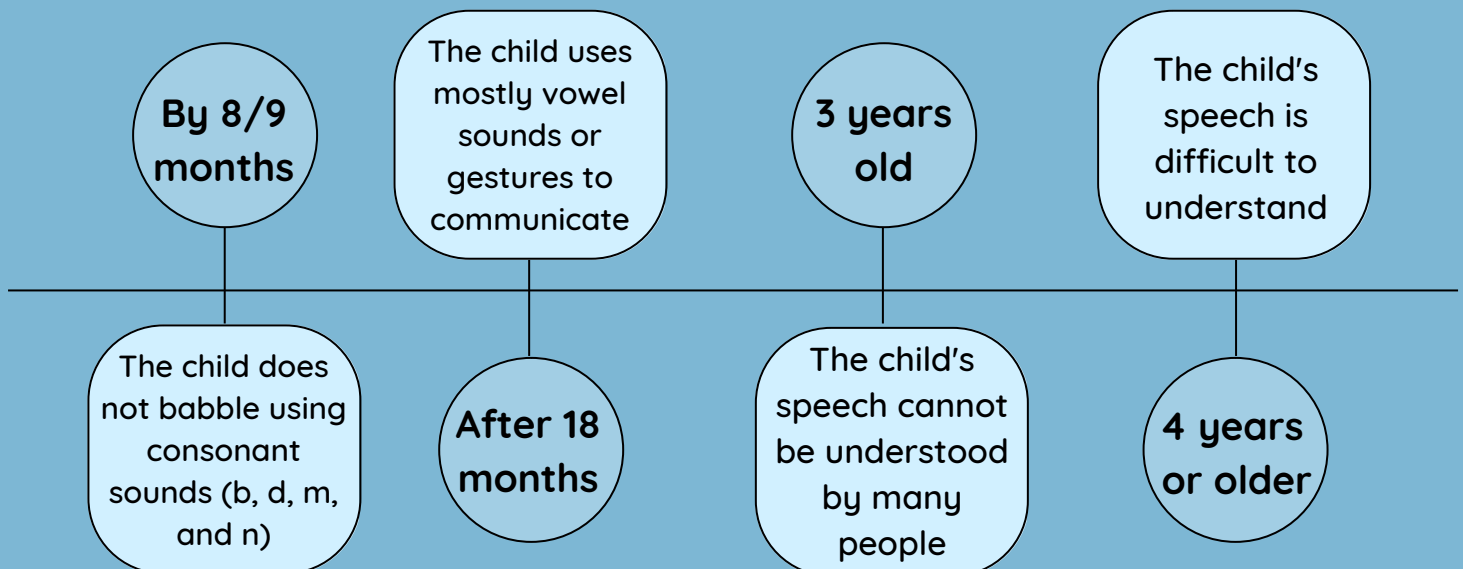 By 8/9
months
The child does
not babble using
consonant
sounds (b, d, m,
and n)
The child uses
mostly vowel
sounds or
gestures to
communicate
After 18
months
3 years
old
The child's
speech cannot
be understood
by many
people
The child's
speech is
difficult to
understand
4 years
or older